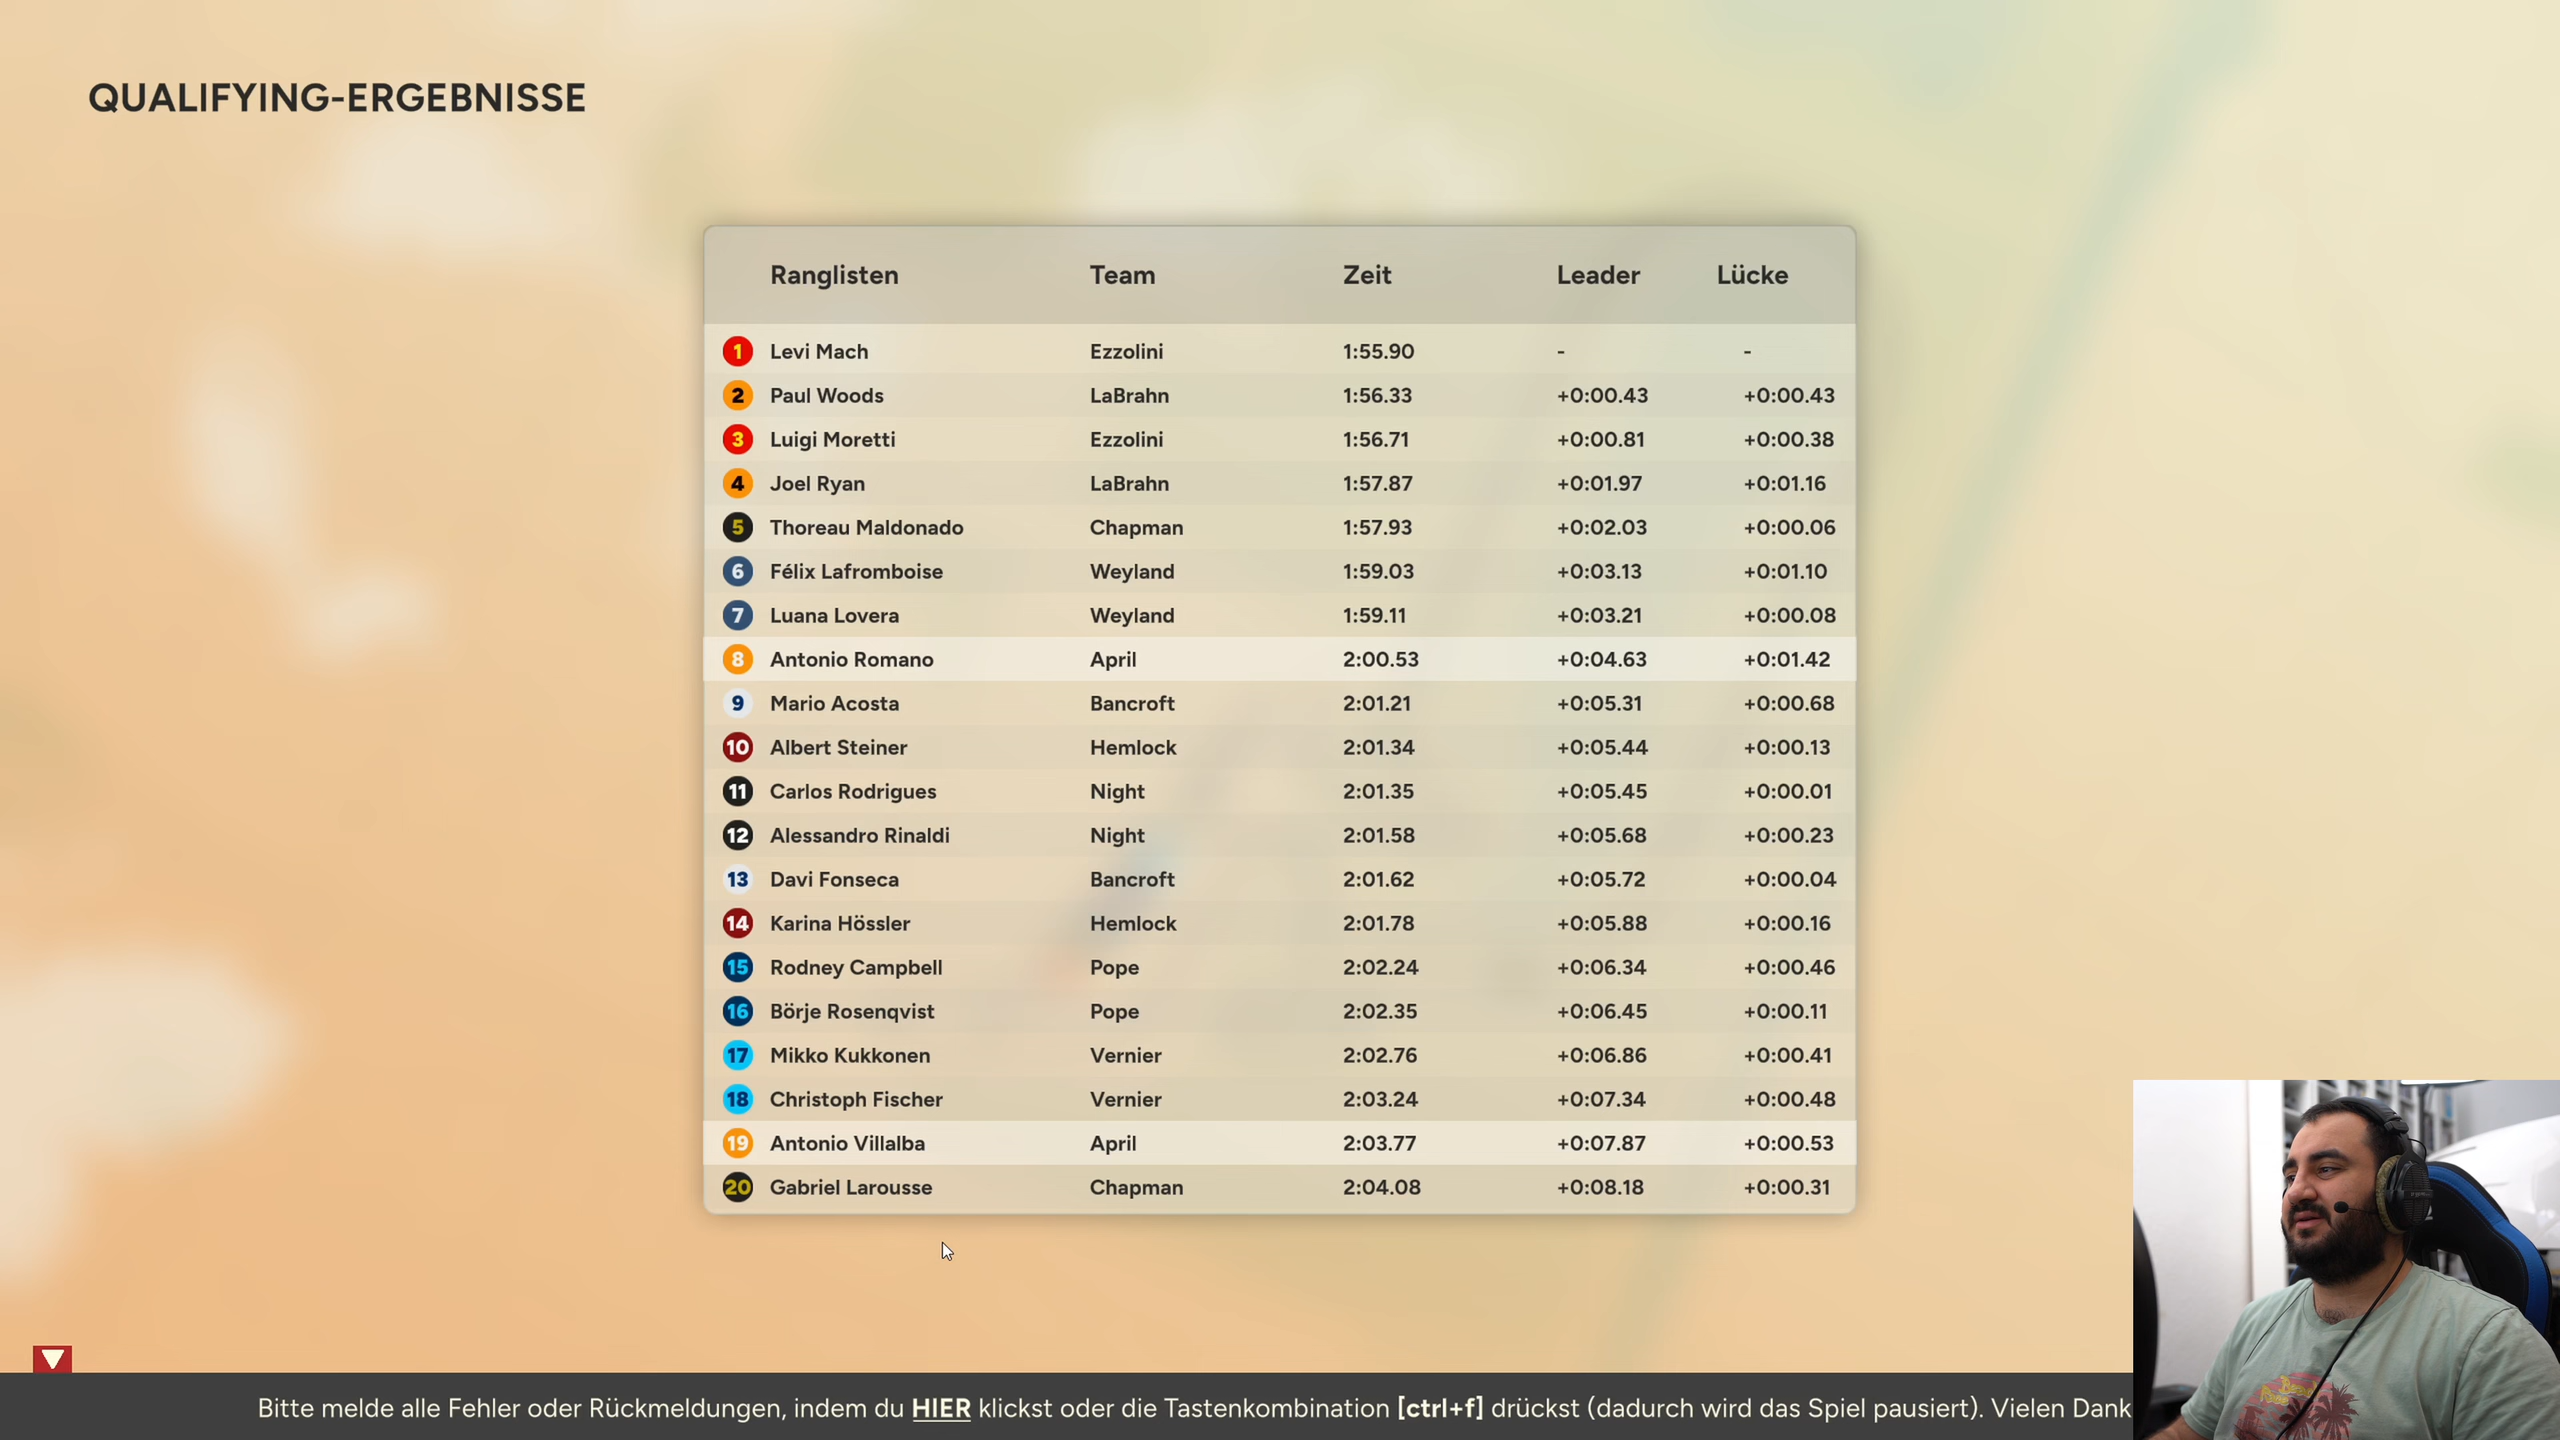 QUALIFYING-ERGEBNISSE
Ranglisten Team Zeit Leader Lücke
1 Levi Mach Ezzolini 1:55.90 - -
2 Paul Woods LaBrahn 1:56.33 +0:00.43 +0:00.43
3 Luigi Moretti Ezzolini 1:56.71 +0:00.81 +0:00.38
4 Joel Ryan LaBrahn 1:57.87 +0:01.97 +0:01.16
5 Thoreau Maldonado Chapman 1:57.93 +0:02.03 +0:00.06
6 Félix Lafromboise Weyland 1:59.03 +0:03.13 +0:01.10
7 Luana Lovera Weyland 1:59.11 +0:03.21 +0:00.08
8 Antonio Romano April 2:00.53 +0:04.63 +0:01.42
9 Mario Acosta Bancroft 2:01.21 +0:05.31 +0:00.68
10 Albert Steiner Hemlock 2:01.34 +0:05.44 +0:00.13
11 Carlos Rodrigues Night 2:01.35 +0:05.45 +0:00.01
12 Alessandro Rinaldi Night 2:01.58 +0:05.68 +0:00.23
13 Davi Fonseca Bancroft 2:01.62 +0:05.72 +0:00.04
14 Karina Hössler Hemlock 2:01.78 +0:05.88 +0:00.16
15 Rodney Campbell Pope 2:02.24 +0:06.34 +0:00.46
16 Börje Rosenqvist Pope 2:02.35 +0:06.45 +0:00.11
17 Mikko Kukkonen Vernier 2:02.76 +0:06.86 +0:00.41
18 Christoph Fischer Vernier 2:03.24 +0:07.34 +0:00.48
19 Antonio Villalba April 2:03.77 +0:07.87 +0:00.53
20 Gabriel Larousse Chapman 2:04.08 +0:08.18 +0:00.31
Bitte melde alle Fehler oder Rückmeldungen, indem du HIER klickst oder die Tastenkombination [ctrl+f] drückst (dadurch wird das Spiel pausiert). Vielen Dank